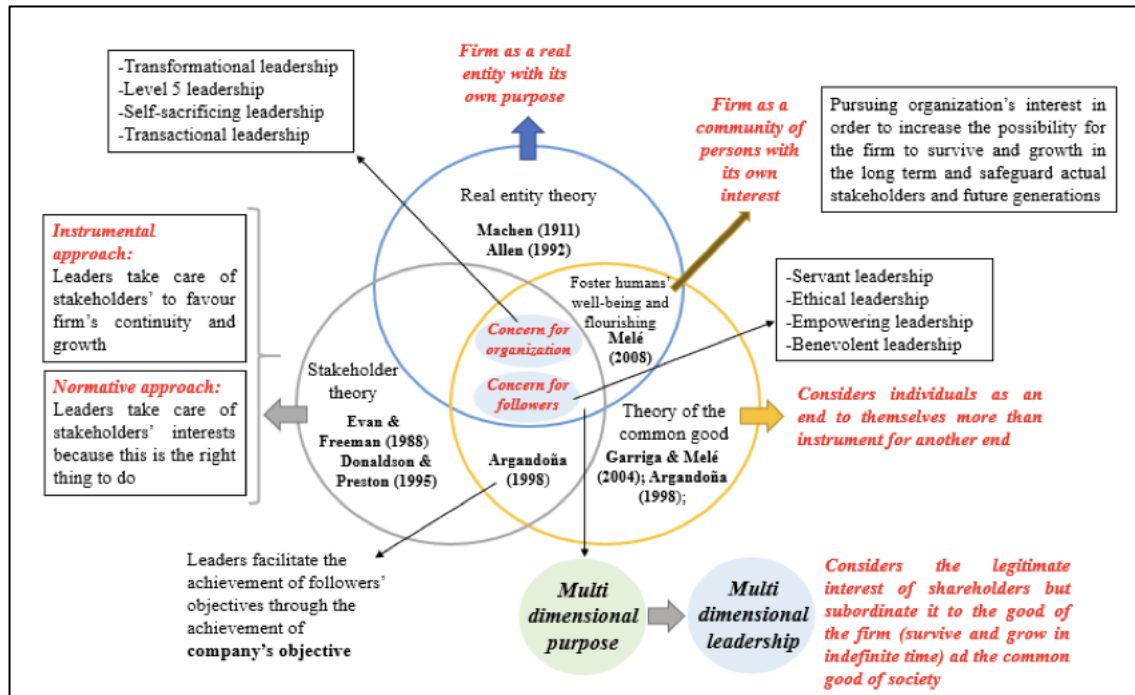 -Transformational leadership
-Level 5 leadership
-Self-sacrificing leadership
-Transactional leadership
Firm as a real
entity with its
own purpose
Firm as a
community of
persons with
its own
interest
Pursuing organization's interest in
order to increase the possibility for
the firm to survive and growth in
the long term and safeguard actual
stakeholders and future generations
Real entity theory
Machen (1911)
Allen (1992)
Instrumental
approach:
Leaders take care of
stakeholders' to favour
firm's continuity and
growth
Normative approach:
Leaders take care of
stakeholders' interests
because this is the right
thing to do
Foster humans'
well-being and
flourishing
Melé
(2008)
Concern for
organization
Concern for
followers
-Servant leadership
-Ethical leadership
-Empowering leadership
-Benevolent leadership
Stakeholder
theory
Evan &
Freeman (1988)
Donaldson &
Preston (1995)
Argandoña
(1998)
Theory of the
common good
Garriga & Melé
(2004); Argandoña
(1998);
Considers individuals as an
end to themselves more than
instrument for another end
Leaders facilitate the
achievement of followers'
objectives through the
achievement of
company's objective
Multi
dimensional
purpose
Multi
dimensional
leadership
Considers the legitimate
interest of shareholders but
subordinate it to the good of
the firm (survive and grow in
indefinite time) ad the common
good of society